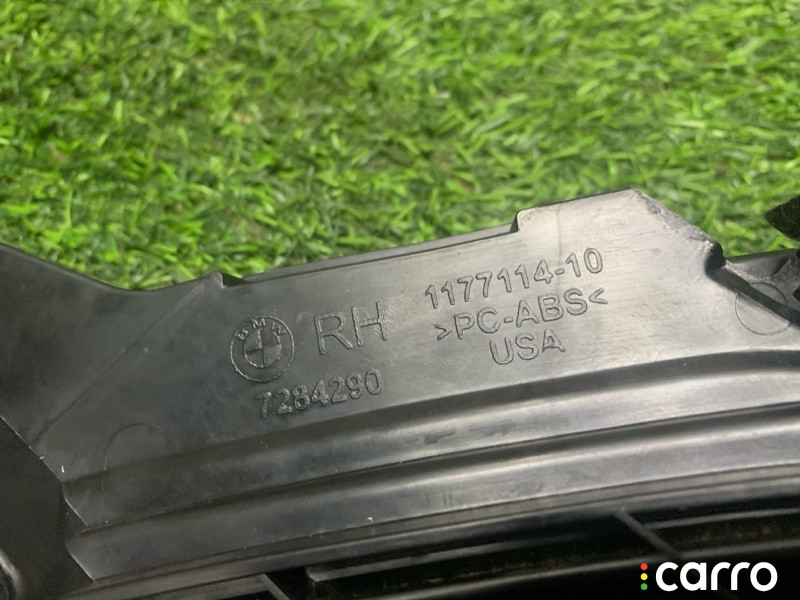 BMW
RH
7284290
1177114-10
>PC-ABS<
USA
carro